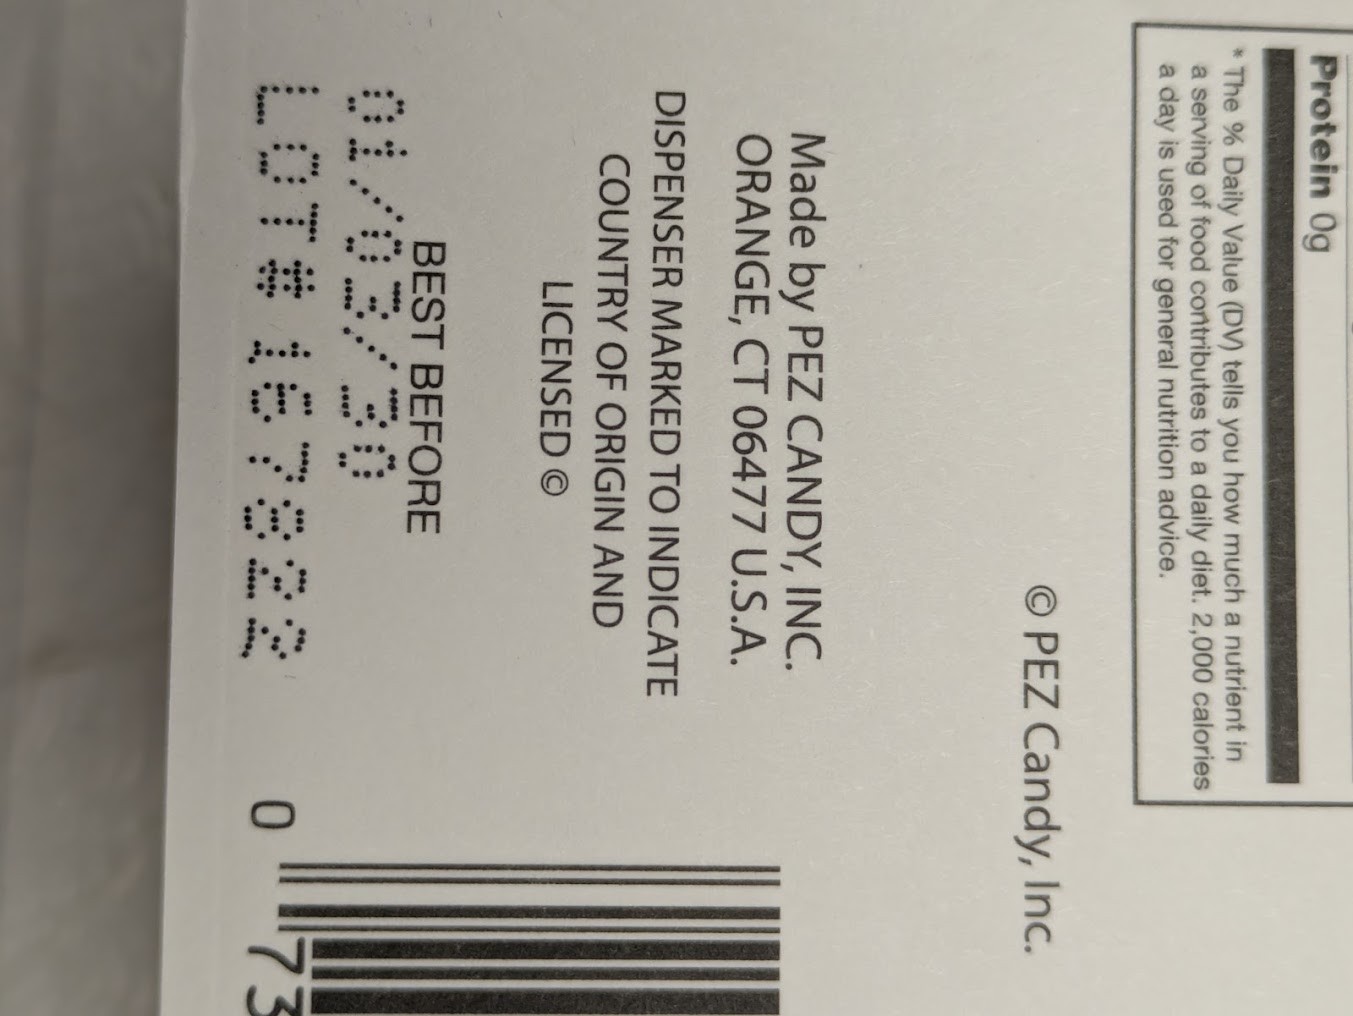 Protein 0g
* The % Daily Value (DV) tells you how much a nutrient in
a serving of food contributes to a daily diet. 2,000 calories
a day is used for general nutrition advice.
© PEZ Candy, Inc.
Made by PEZ CANDY, INC.
ORANGE, CT 06477 U.S.A.
DISPENSER MARKED TO INDICATE
COUNTRY OF ORIGIN AND
LICENSED ©
BEST BEFORE
01/03/30
LOT# 167822
0 73